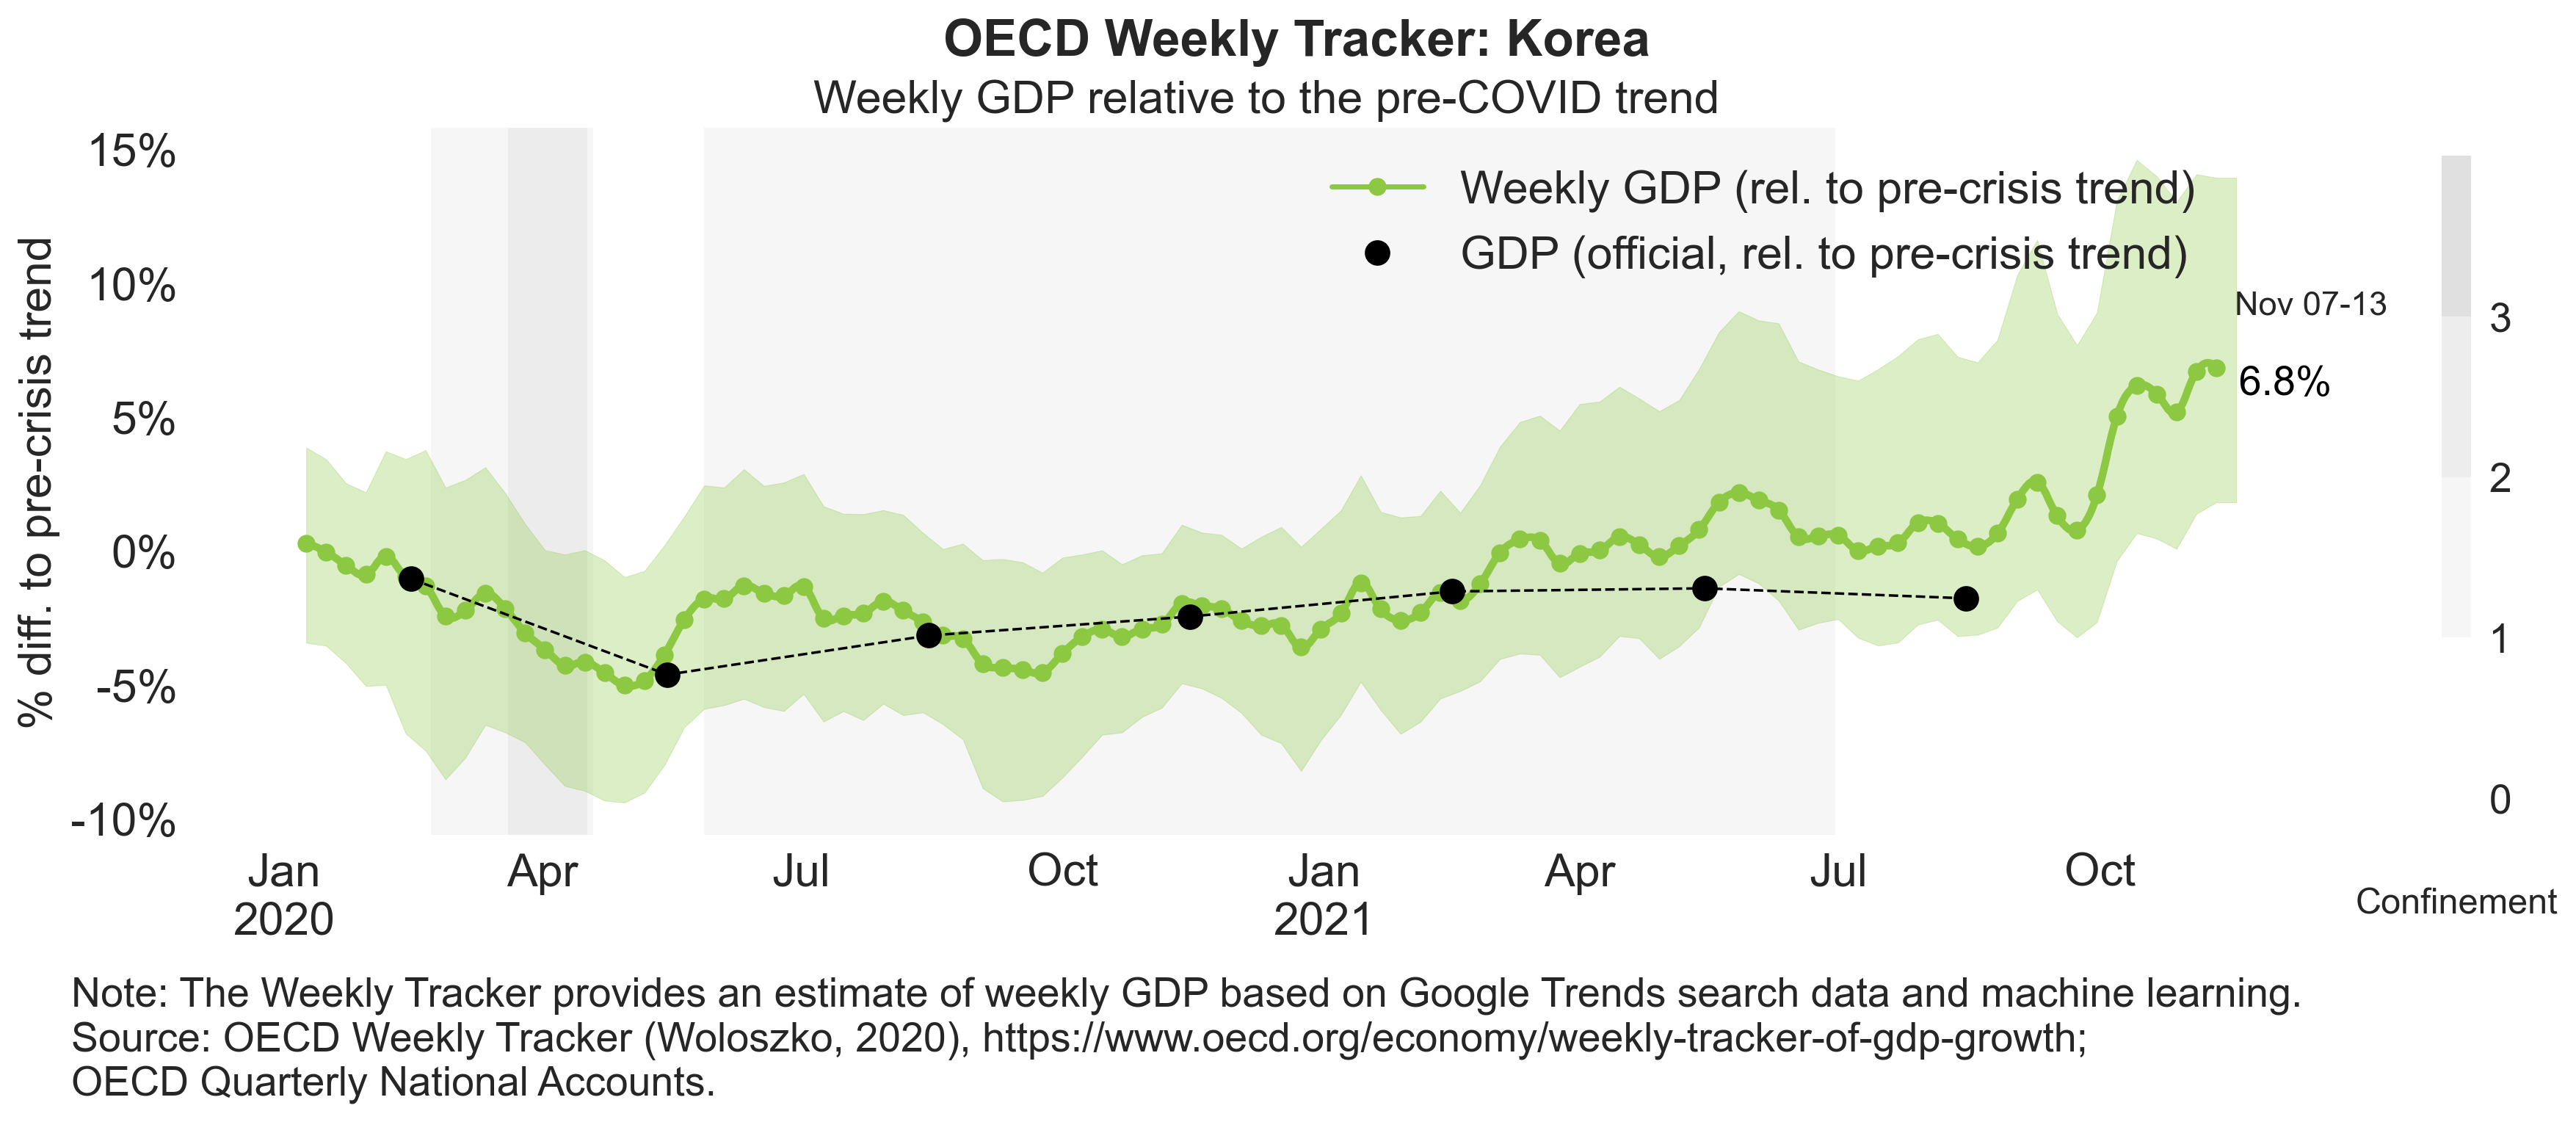 OECD Weekly Tracker: Korea
Weekly GDP relative to the pre-COVID trend
% diff. to pre-crisis trend
15%
10%
5%
0%
-5%
-10%
Weekly GDP (rel. to pre-crisis trend)
GDP (official, rel. to pre-crisis trend)
Nov 07-13
6.8%
3
2
1
0
Confinement
Jan
2020
Apr
Jul
Oct
Jan
2021
Apr
Jul
Oct
Note: The Weekly Tracker provides an estimate of weekly GDP based on Google Trends search data and machine learning.
Source: OECD Weekly Tracker (Woloszko, 2020), https://www.oecd.org/economy/weekly-tracker-of-gdp-growth;
OECD Quarterly National Accounts.